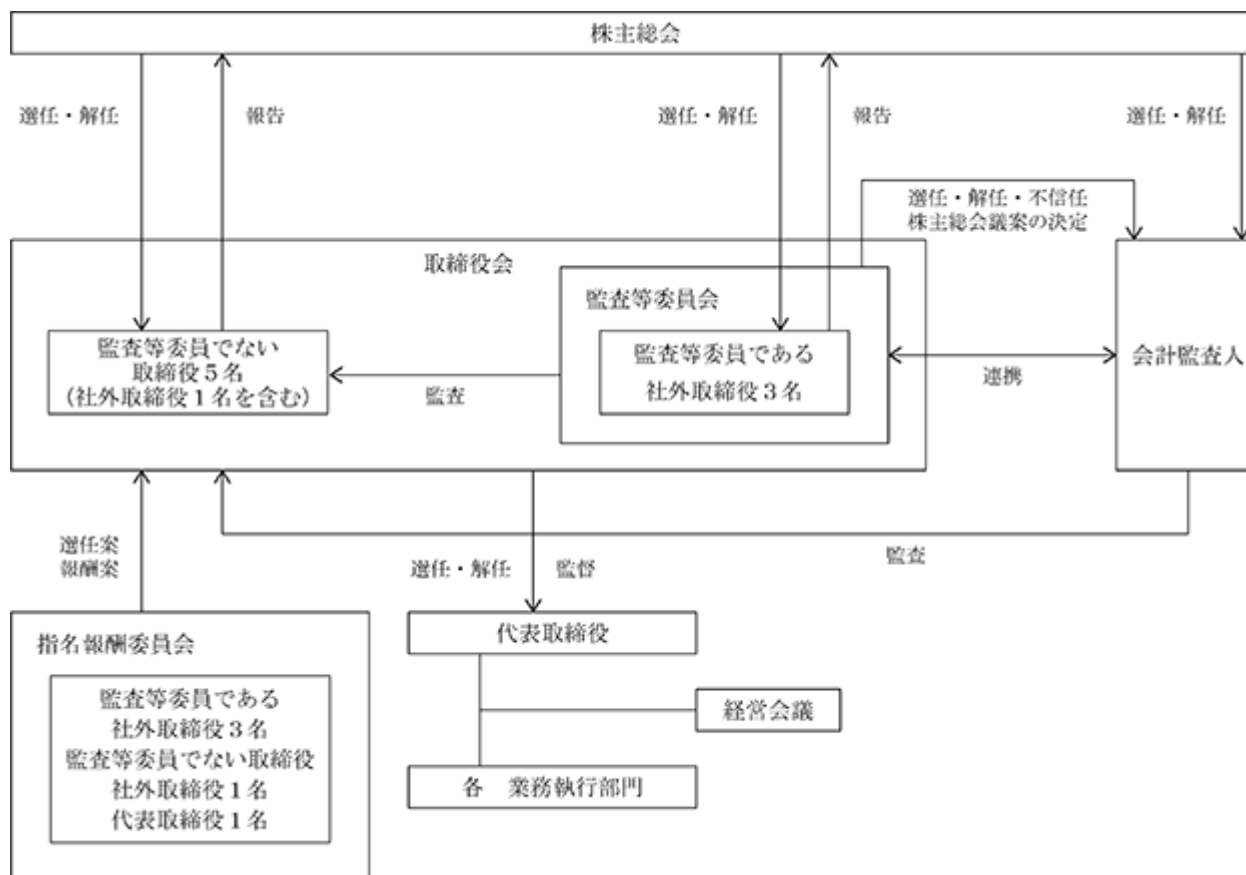 株主総会
選任・解任
報告
選任・解任
報告
選任・解任
選任・解任・不信任
株主総会議案の決定
取締役会
監査等委員会
監査等委員でない
取締役5名
(社外取締役1名を含む)
監査
監査等委員である
社外取締役3名
連携
会計監査人
選任案
報酬案
選任・解任
監督
監査
指名報酬委員会
監査等委員である
社外取締役3名
監査等委員でない取締役
社外取締役1名
代表取締役1名
代表取締役
経営会議
各 業務執行部門